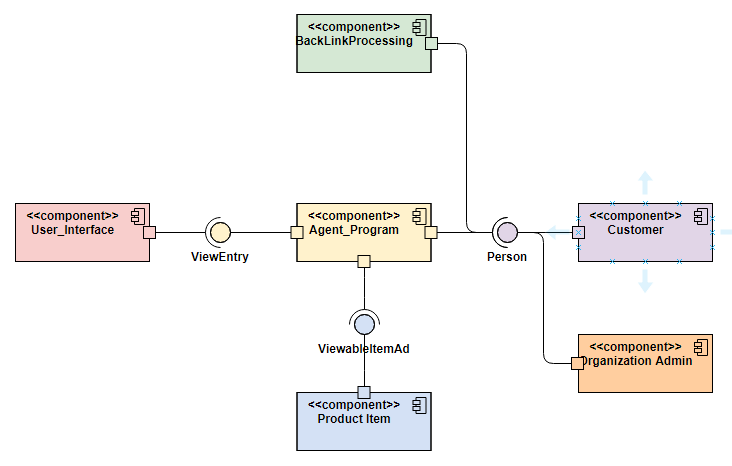 <<component>>
BackLinkProcessing
<<component>>
User_Interface
<<component>>
Agent_Program
<<component>>
Customer
ViewEntry
Person
ViewableItemAd
<<component>>
Organization Admin
<<component>>
Product Item